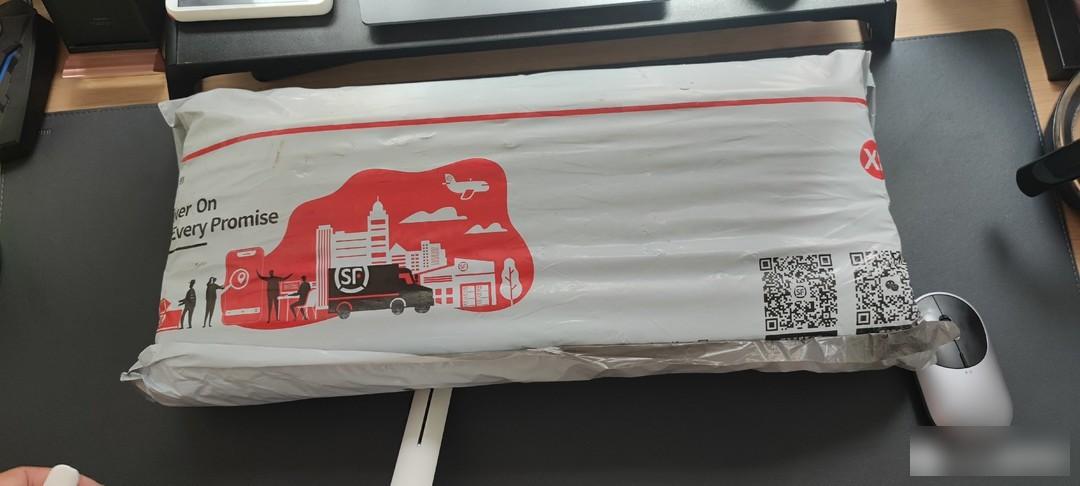 ver On
Every Promise
SF
X